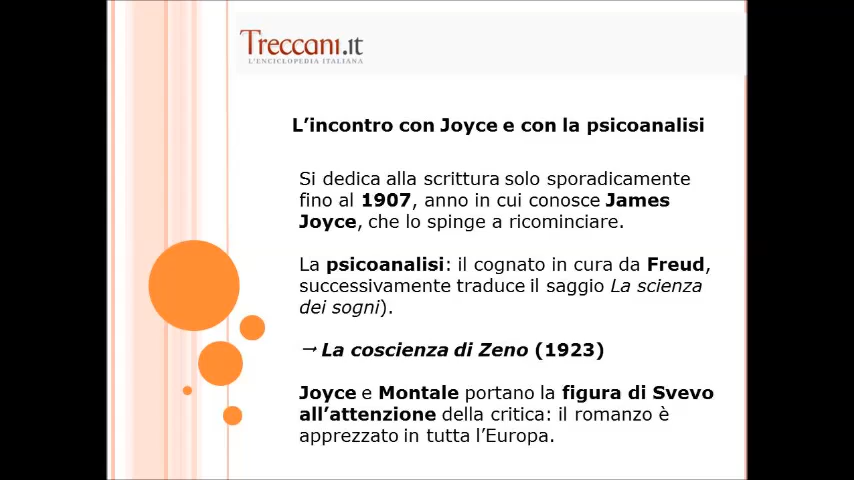 Treccani.it
L'ENCICLOPEDIA ITALIANA
L'incontro con Joyce e con la psicoanalisi
Si dedica alla scrittura solo sporadicamente
fino al 1907, anno in cui conosce James
Joyce, che lo spinge a ricominciare.
La psicoanalisi: il cognato in cura da Freud,
successivamente traduce il saggio La scienza
dei sogni).
→ La coscienza di Zeno (1923)
Joyce e Montale portano la figura di Svevo
all'attenzione della critica: il romanzo è
apprezzato in tutta l'Europa.